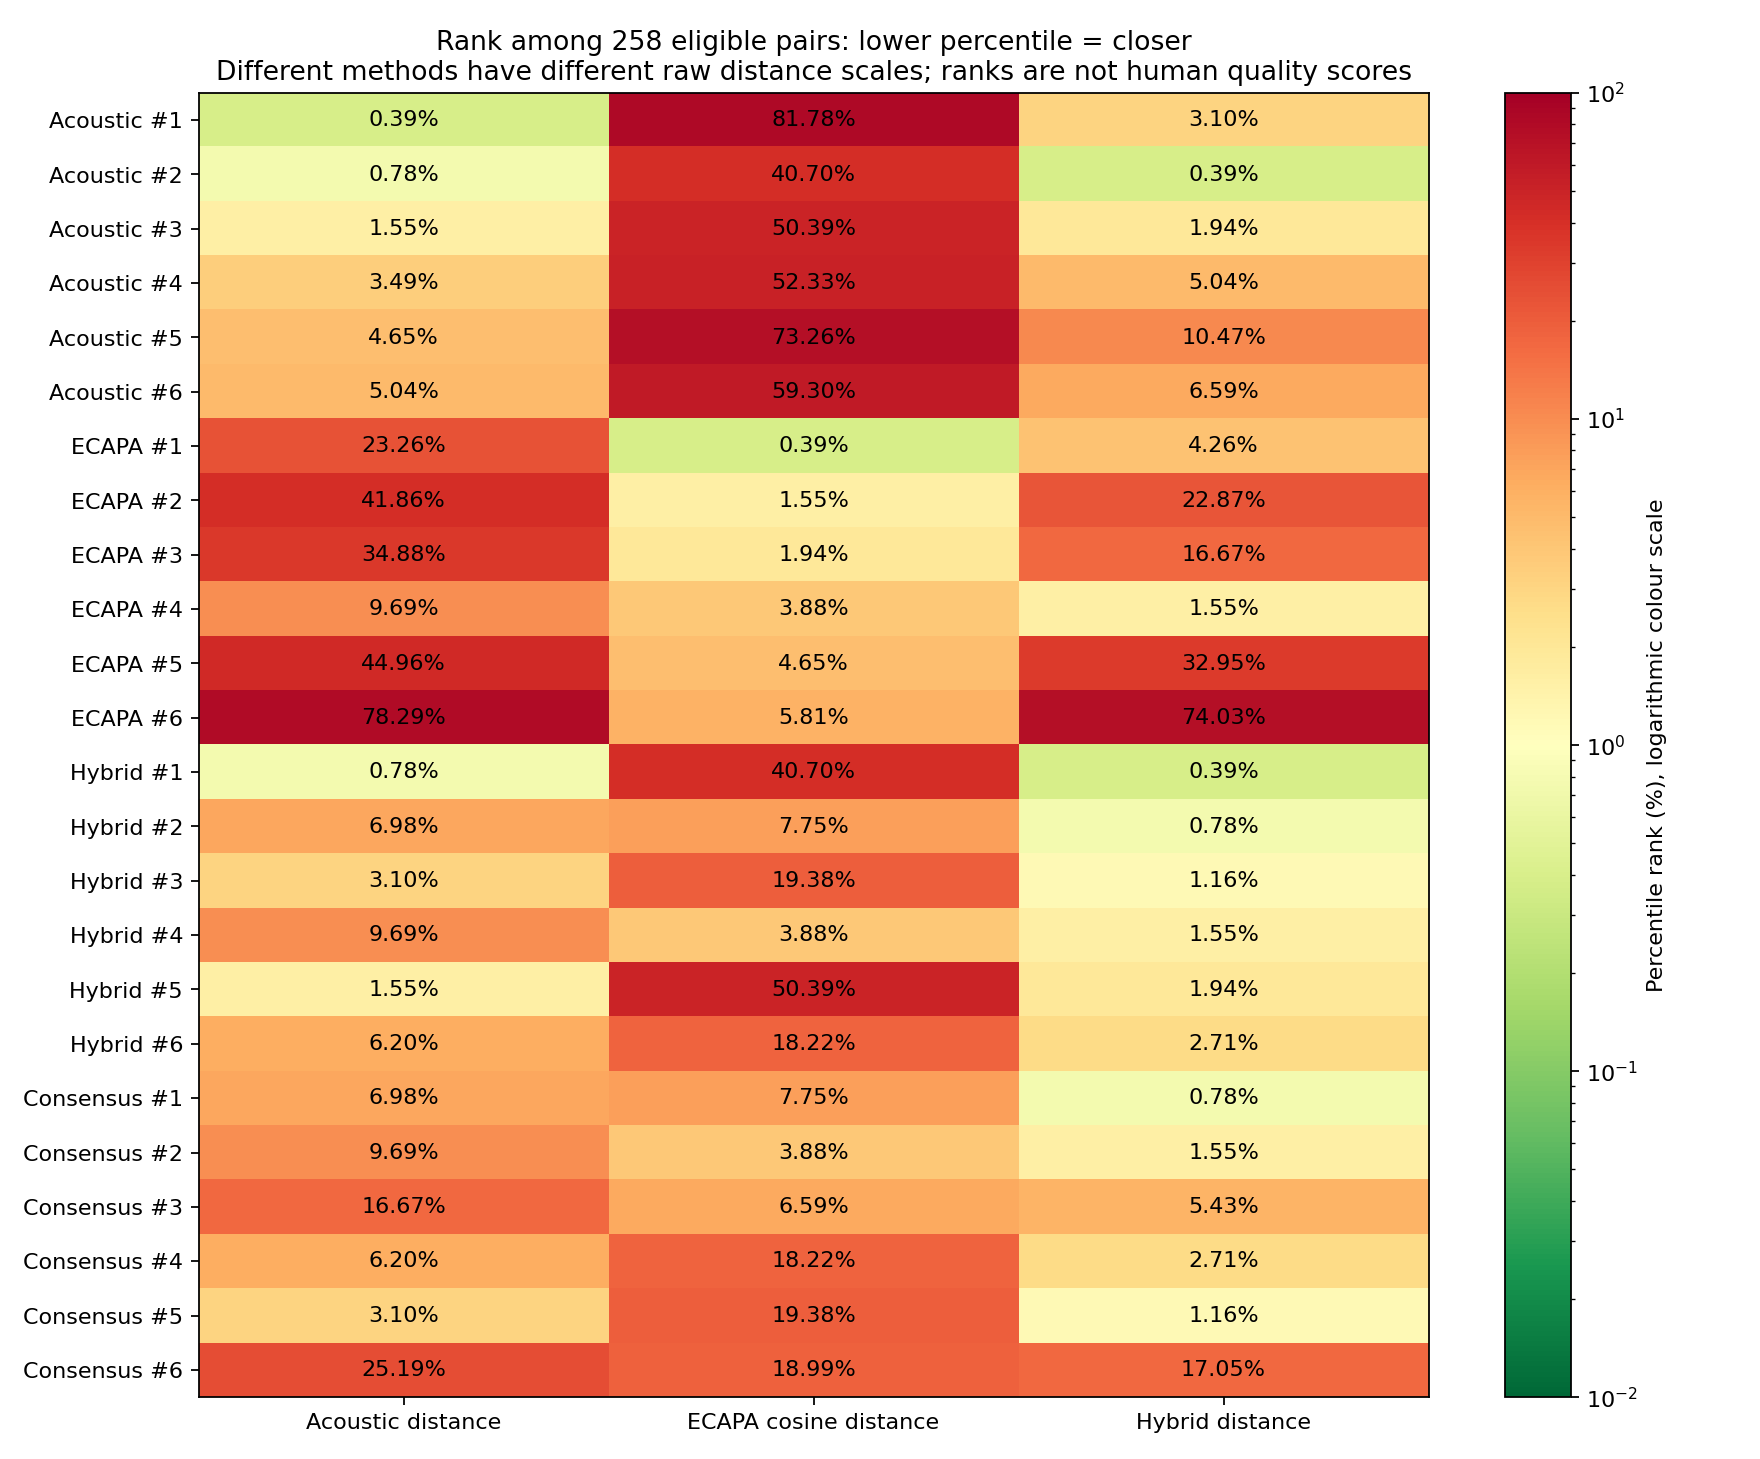 Rank among 258 eligible pairs: lower percentile = closer
Different methods have different raw distance scales; ranks are not human quality scores
Acoustic #1 0.39% 81.78% 3.10%
Acoustic #2 0.78% 40.70% 0.39%
Acoustic #3 1.55% 50.39% 1.94%
Acoustic #4 3.49% 52.33% 5.04%
Acoustic #5 4.65% 73.26% 10.47%
Acoustic #6 5.04% 59.30% 6.59%
ECAPA #1 23.26% 0.39% 4.26%
ECAPA #2 41.86% 1.55% 22.87%
ECAPA #3 34.88% 1.94% 16.67%
ECAPA #4 9.69% 3.88% 1.55%
ECAPA #5 44.96% 4.65% 32.95%
ECAPA #6 78.29% 5.81% 74.03%
Hybrid #1 0.78% 40.70% 0.39%
Hybrid #2 6.98% 7.75% 0.78%
Hybrid #3 3.10% 19.38% 1.16%
Hybrid #4 9.69% 3.88% 1.55%
Hybrid #5 1.55% 50.39% 1.94%
Hybrid #6 6.20% 18.22% 2.71%
Consensus #1 6.98% 7.75% 0.78%
Consensus #2 9.69% 3.88% 1.55%
Consensus #3 16.67% 6.59% 5.43%
Consensus #4 6.20% 18.22% 2.71%
Consensus #5 3.10% 19.38% 1.16%
Consensus #6 25.19% 18.99% 17.05%
Acoustic distance ECAPA cosine distance Hybrid distance
10²
10¹
10⁰
10⁻¹
10⁻²
Percentile rank (%), logarithmic colour scale